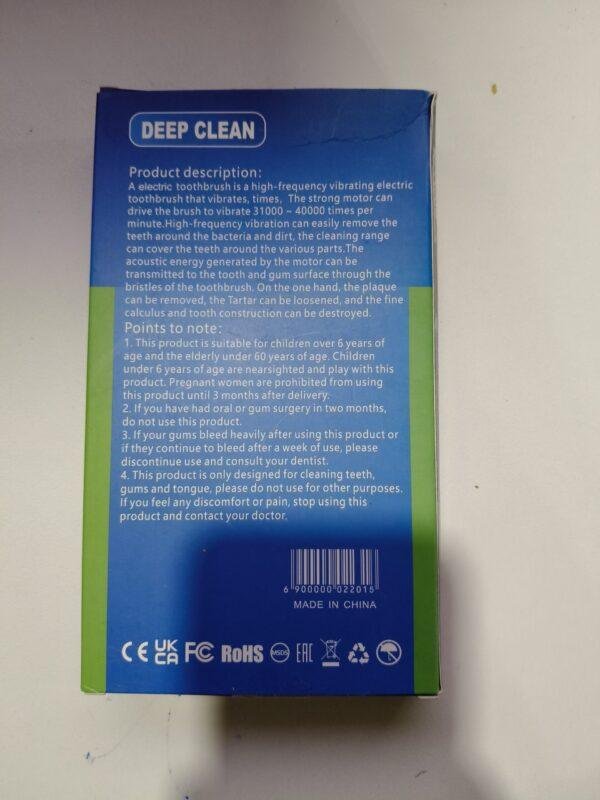 DEEP CLEAN
Product description:
A electric toothbrush is a high-frequency vibrating electric
toothbrush that vibrates, times, The strong motor can
drive the brush to vibrate 31000 ~ 40000 times per
minute.High-frequency vibration can easily remove the
teeth around the bacteria and dirt, the cleaning range
can cover the teeth around the various parts.The
acoustic energy generated by the motor can be
transmitted to the tooth and gum surface through the
bristles of the toothbrush. On the one hand, the plaque
can be removed, the Tartar can be loosened, and the fine
calculus and tooth construction can be destroyed.
Points to note:
1. This product is suitable for children over 6 years of
age and the elderly under 60 years of age. Children
under 6 years of age are nearsighted and play with this
product. Pregnant women are prohibited from using
this product until 3 months after delivery.
2. If you have had oral or gum surgery in two months,
do not use this product.
3. If your gums bleed heavily after using this product or
if they continue to bleed after a week of use, please
discontinue use and consult your dentist.
4. This product is only designed for cleaning teeth,
gums and tongue, please do not use for other purposes.
If you feel any discomfort or pain, stop using this
product and contact your doctor.
6 900000 022015
MADE IN CHINA
CE UK CA FC RoHS MSDS EAC